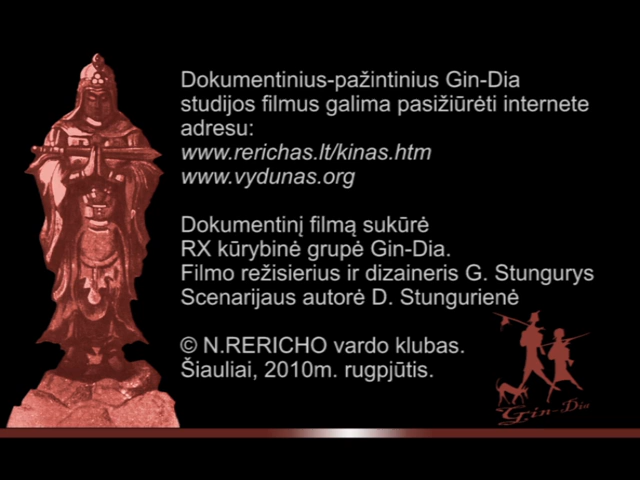 Dokumentinius-pažintinius Gin-Dia
studijos filmus galima pasižiūrėti internete
adresu:
www.rerichas.lt/kinas.htm
www.vydunas.org
Dokumentinį filmą sukūrė
RX kūrybinė grupė Gin-Dia.
Filmo režisierius ir dizaineris G. Stungurys
Scenarijaus autorė D. Stungurienė
© N.RERICHO vardo klubas.
Šiauliai, 2010m. rugpjūtis.
Gin-Dia